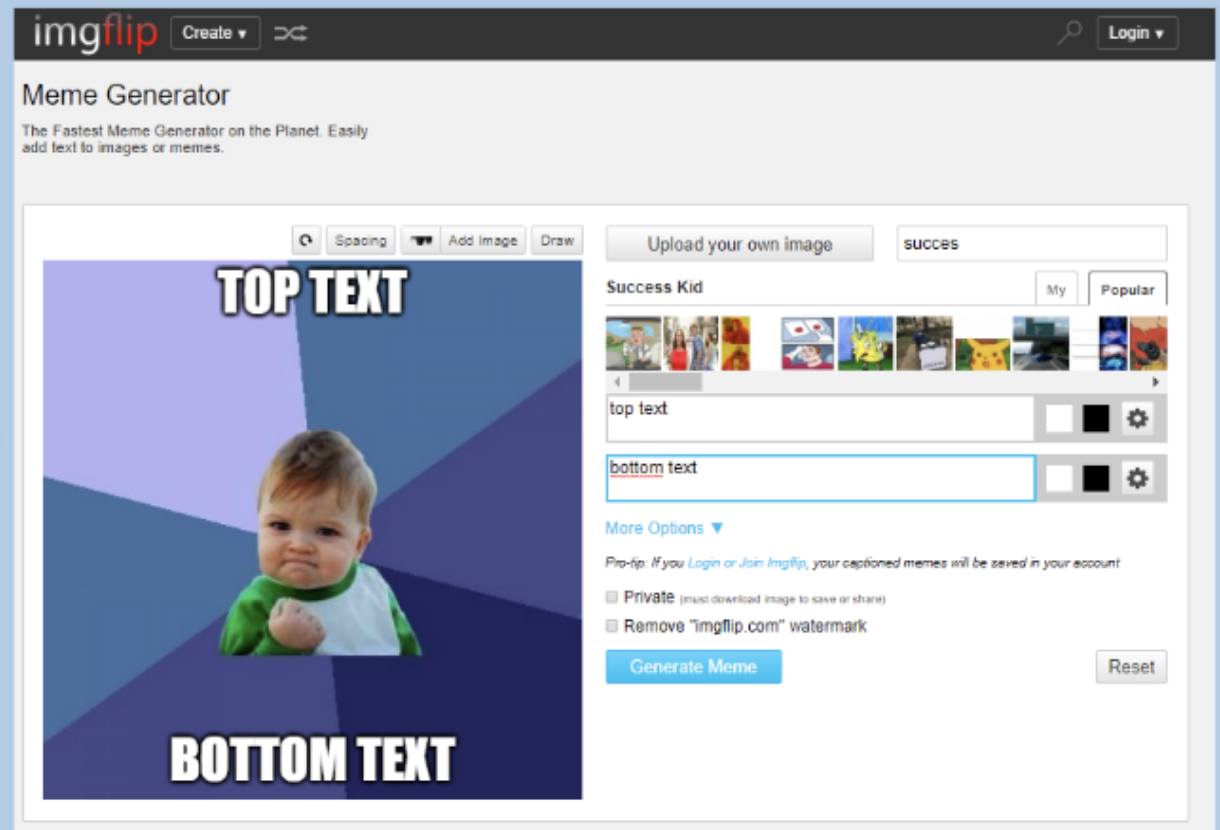 imgflip Create ▾ Login ▾
Meme Generator
The Fastest Meme Generator on the Planet. Easily
add text to images or memes.
Spacing Add Image Draw
Upload your own image succes
TOP TEXT
Success Kid My Popular
top text
bottom text
More Options ▼
Pro-tip: If you Login or Join Imgflip, your captioned memes will be saved in your account
Private (must download image to save or share)
Remove "imgflip.com" watermark
Generate Meme Reset
BOTTOM TEXT